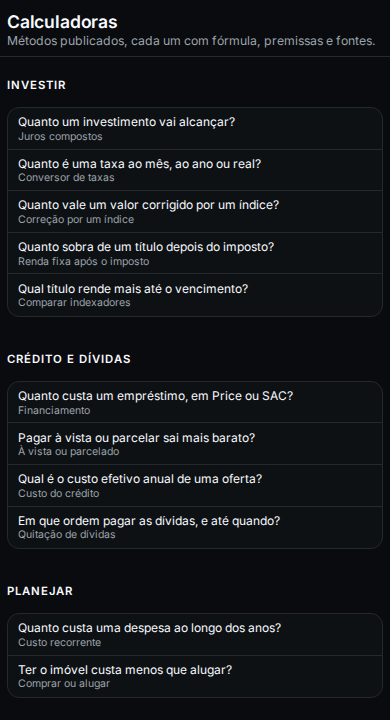 Calculadoras
Métodos publicados, cada um com fórmula, premissas e fontes.
INVESTIR
Quanto um investimento vai alcançar?
Juros compostos
Quanto é uma taxa ao mês, ao ano ou real?
Conversor de taxas
Quanto vale um valor corrigido por um índice?
Correção por um índice
Quanto sobra de um título depois do imposto?
Renda fixa após o imposto
Qual título rende mais até o vencimento?
Comparar indexadores
CRÉDITO E DÍVIDAS
Quanto custa um empréstimo, em Price ou SAC?
Financiamento
Pagar à vista ou parcelar sai mais barato?
À vista ou parcelado
Qual é o custo efetivo anual de uma oferta?
Custo do crédito
Em que ordem pagar as dívidas, e até quando?
Quitação de dívidas
PLANEJAR
Quanto custa uma despesa ao longo dos anos?
Custo recorrente
Ter o imóvel custa menos que alugar?
Comprar ou alugar